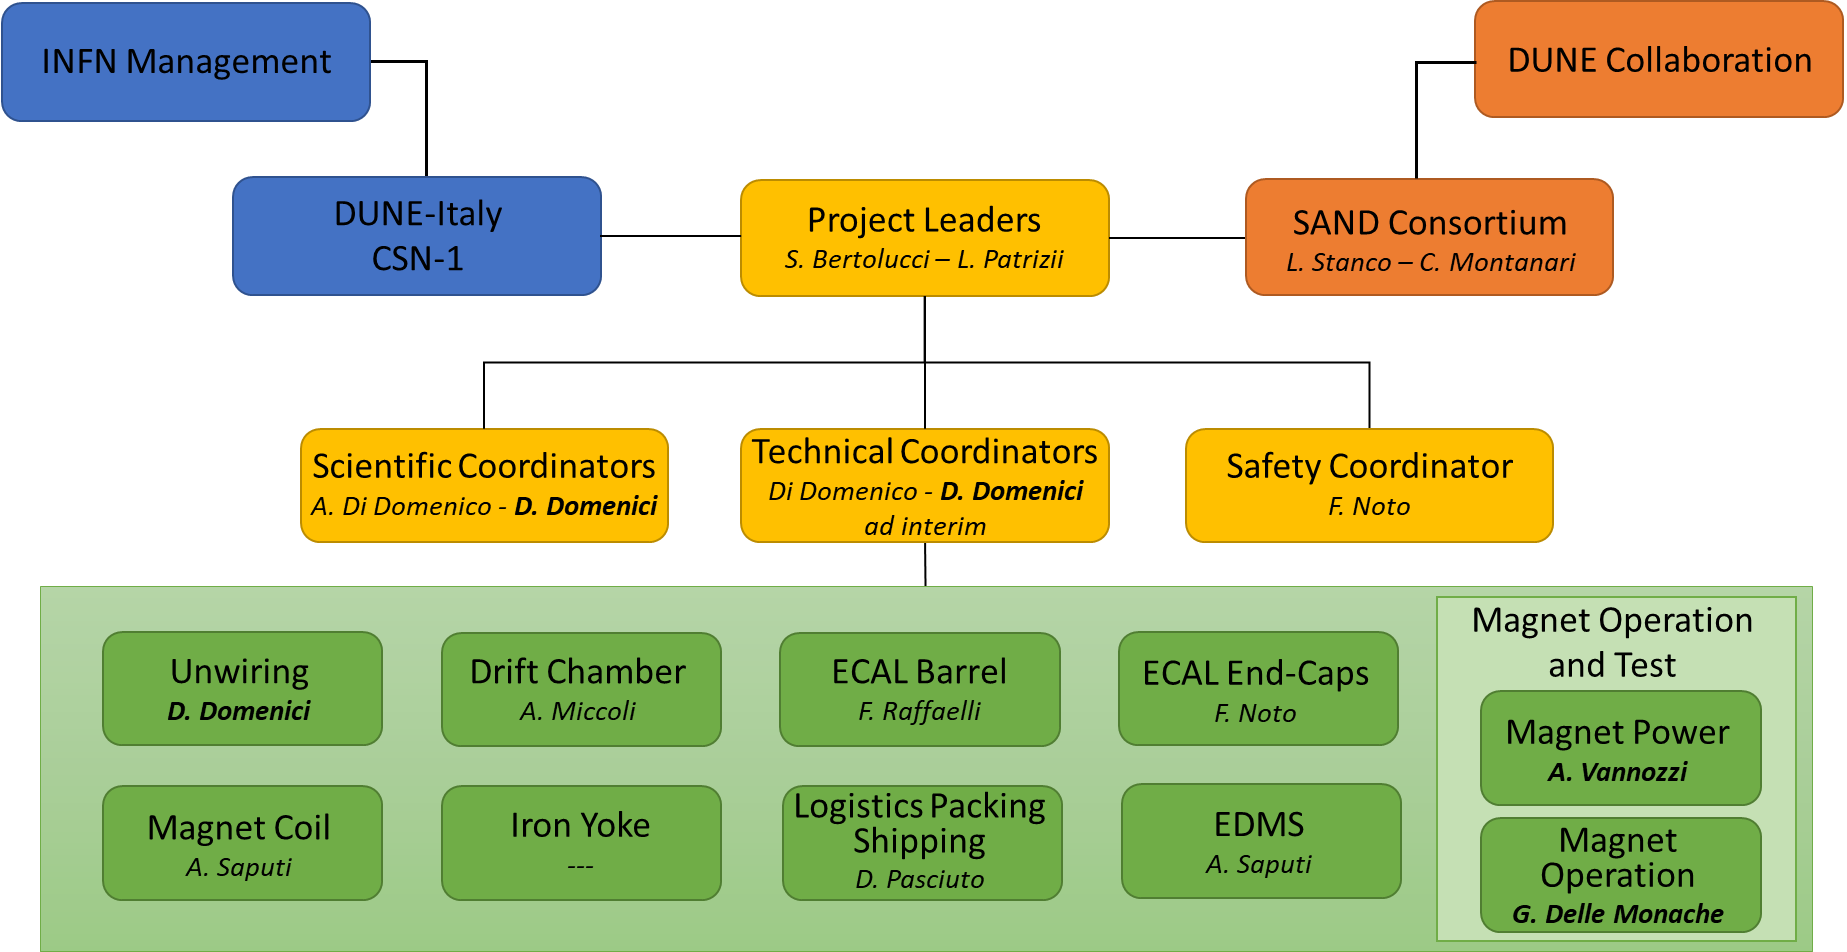 INFN Management
DUNE Collaboration
DUNE-Italy
CSN-1
Project Leaders
S. Bertolucci – L. Patrizii
SAND Consortium
L. Stanco – C. Montanari
Scientific Coordinators
A. Di Domenico - D. Domenici
Technical Coordinators
Di Domenico - D. Domenici
ad interim
Safety Coordinator
F. Noto
Unwiring
D. Domenici
Drift Chamber
A. Miccoli
ECAL Barrel
F. Raffaelli
ECAL End-Caps
F. Noto
Magnet Operation
and Test
Magnet Power
A. Vannozzi
Magnet Coil
A. Saputi
Iron Yoke
---
Logistics Packing
Shipping
D. Pasciuto
EDMS
A. Saputi
Magnet
Operation
G. Delle Monache